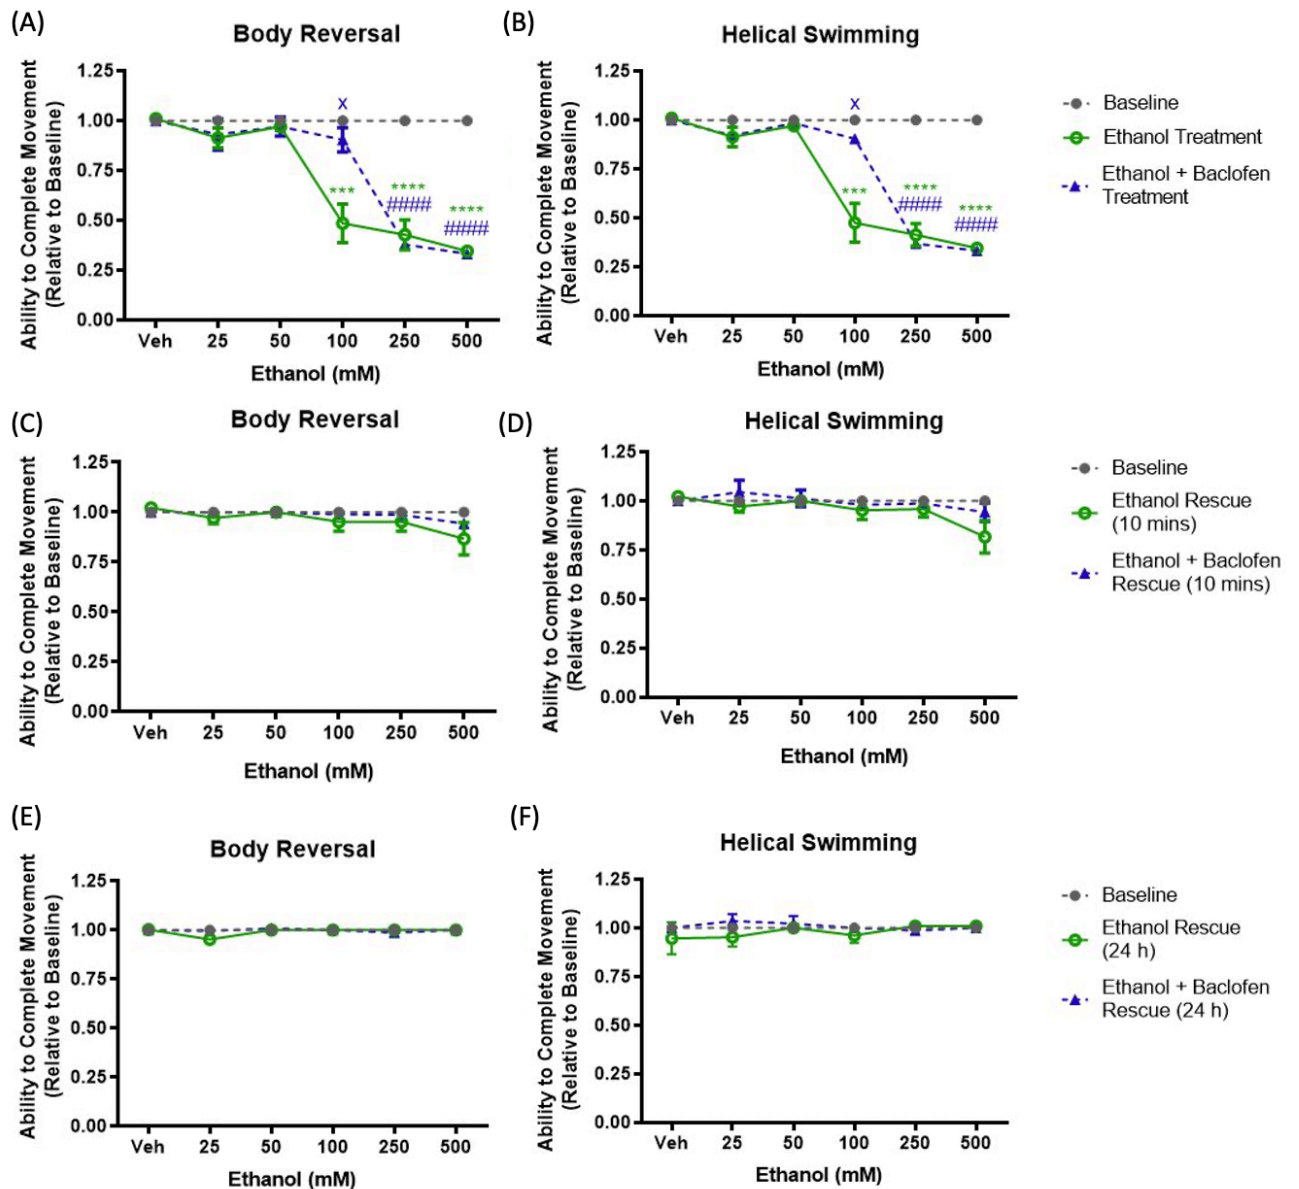 (A)
Body Reversal
Ability to Complete Movement
(Relative to Baseline)
1.25
1.00
0.75
0.50
0.25
0.00
X
***
****
####
****
####
Veh 25 50 100 250 500
Ethanol (mM)
(B)
Helical Swimming
Ability to Complete Movement
(Relative to Baseline)
1.25
1.00
0.75
0.50
0.25
0.00
X
***
****
####
****
####
Veh 25 50 100 250 500
Ethanol (mM)
Baseline
Ethanol Treatment
Ethanol + Baclofen
Treatment
(C)
Body Reversal
Ability to Complete Movement
(Relative to Baseline)
1.25
1.00
0.75
0.50
0.25
0.00
Veh 25 50 100 250 500
Ethanol (mM)
(D)
Helical Swimming
Ability to Complete Movement
(Relative to Baseline)
1.25
1.00
0.75
0.50
0.25
0.00
Veh 25 50 100 250 500
Ethanol (mM)
Baseline
Ethanol Rescue
(10 mins)
Ethanol + Baclofen
Rescue (10 mins)
(E)
Body Reversal
Ability to Complete Movement
(Relative to Baseline)
1.25
1.00
0.75
0.50
0.25
0.00
Veh 25 50 100 250 500
Ethanol (mM)
(F)
Helical Swimming
Ability to Complete Movement
(Relative to Baseline)
1.25
1.00
0.75
0.50
0.25
0.00
Veh 25 50 100 250 500
Ethanol (mM)
Baseline
Ethanol Rescue
(24 h)
Ethanol + Baclofen
Rescue (24 h)